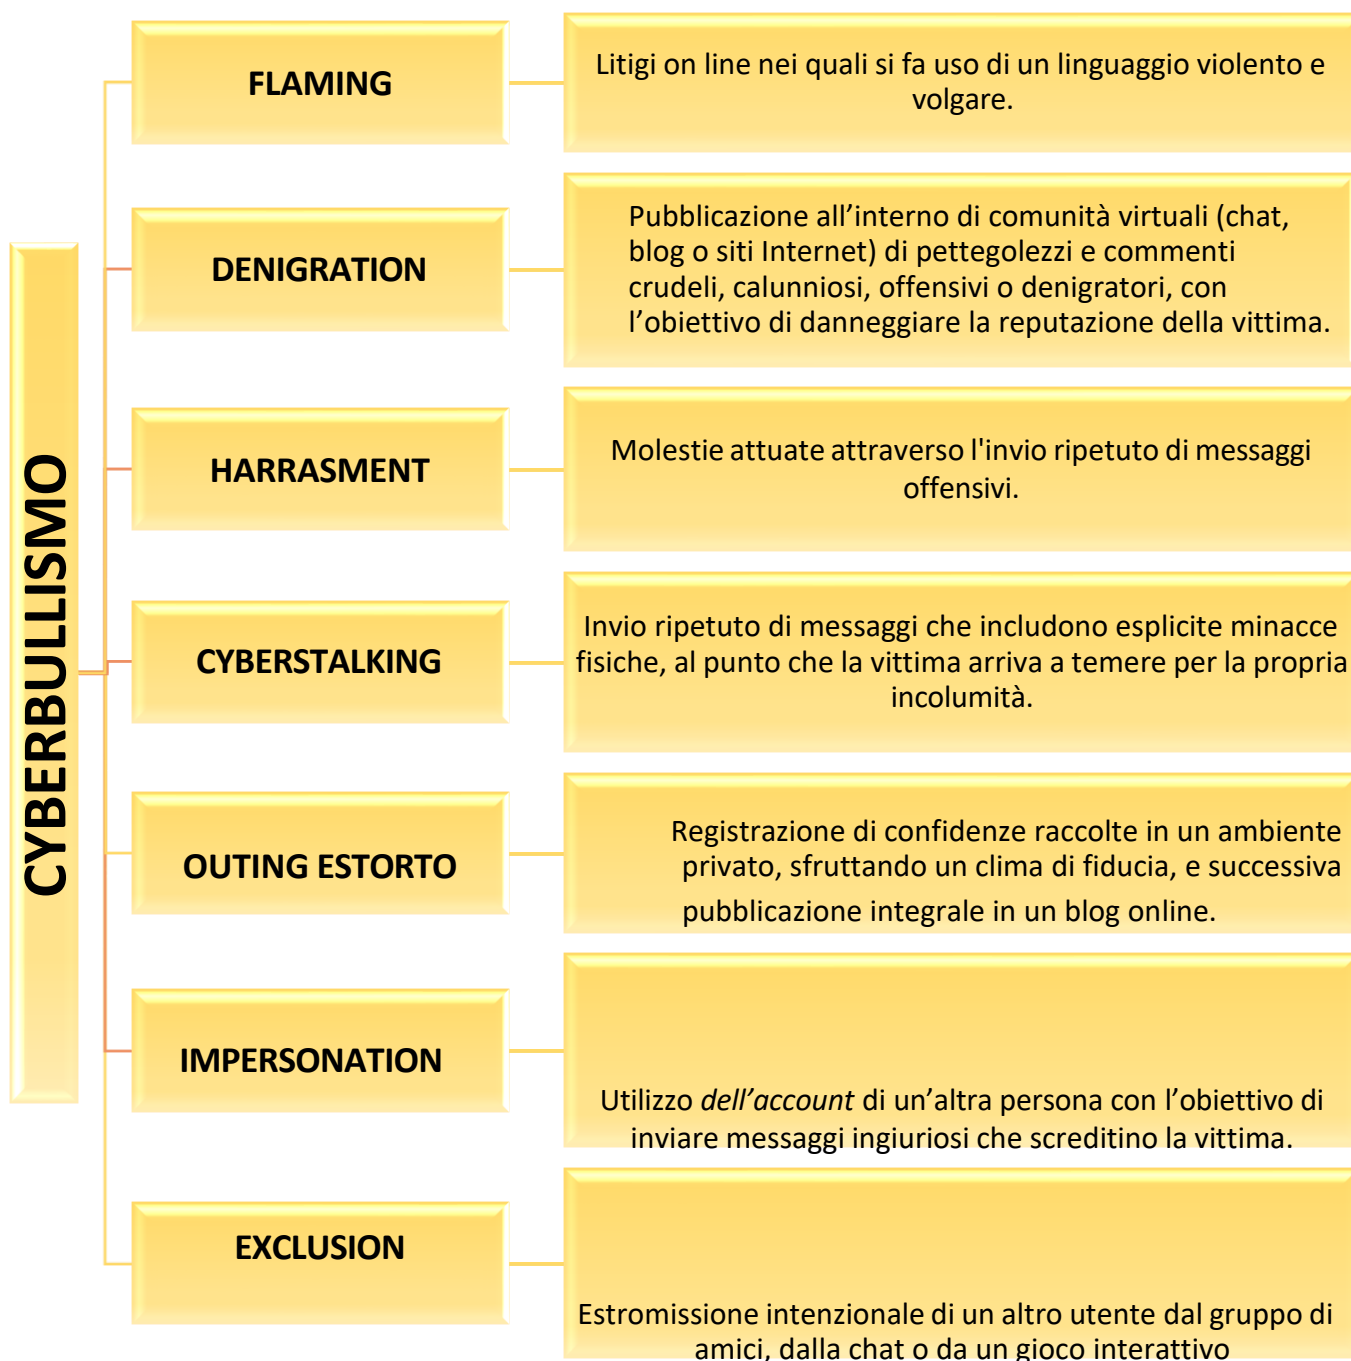 CYBERBULLISMO
FLAMING
Litigi on line nei quali si fa uso di un linguaggio violento e
volgare.
DENIGRATION
Pubblicazione all’interno di comunità virtuali (chat,
blog o siti Internet) di pettegolezzi e commenti
crudeli, calunniosi, offensivi o denigratori, con
l’obiettivo di danneggiare la reputazione della vittima.
HARRASMENT
Molestie attuate attraverso l'invio ripetuto di messaggi
offensivi.
CYBERSTALKING
Invio ripetuto di messaggi che includono esplicite minacce
fisiche, al punto che la vittima arriva a temere per la propria
incolumità.
OUTING ESTORTO
Registrazione di confidenze raccolte in un ambiente
privato, sfruttando un clima di fiducia, e successiva
pubblicazione integrale in un blog online.
IMPERSONATION
Utilizzo dell’account di un’altra persona con l’obiettivo di
inviare messaggi ingiuriosi che screditino la vittima.
EXCLUSION
Estromissione intenzionale di un altro utente dal gruppo di
amici, dalla chat o da un gioco interattivo